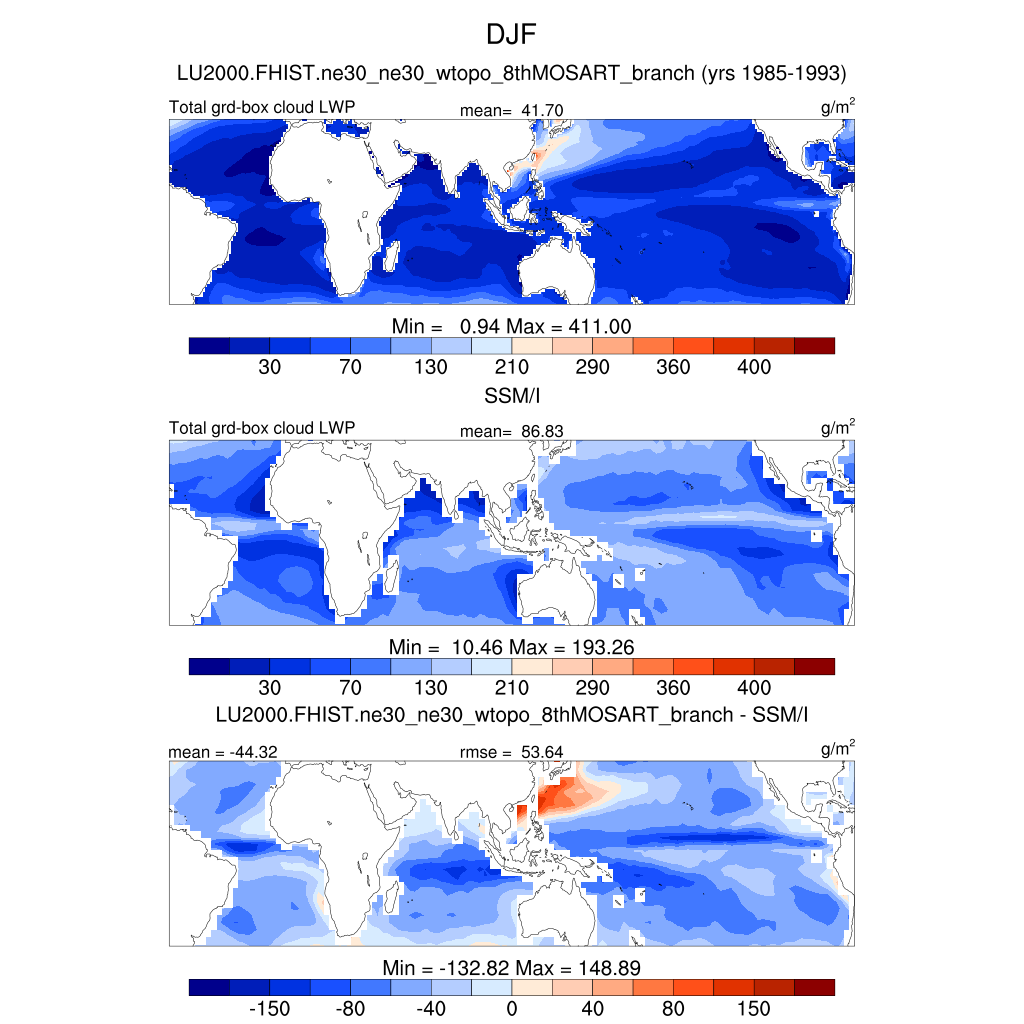 DJF
LU2000.FHIST.ne30_ne30_wtopo_8thMOSART_branch (yrs 1985-1993)
Total grd-box cloud LWP mean= 41.70 g/m2
Min = 0.94 Max = 411.00
30 70 130 210 290 360 400
SSM/I
Total grd-box cloud LWP mean= 86.83 g/m2
Min = 10.46 Max = 193.26
30 70 130 210 290 360 400
LU2000.FHIST.ne30_ne30_wtopo_8thMOSART_branch - SSM/I
mean = -44.32 rmse = 53.64 g/m2
Min = -132.82 Max = 148.89
-150 -80 -40 0 40 80 150